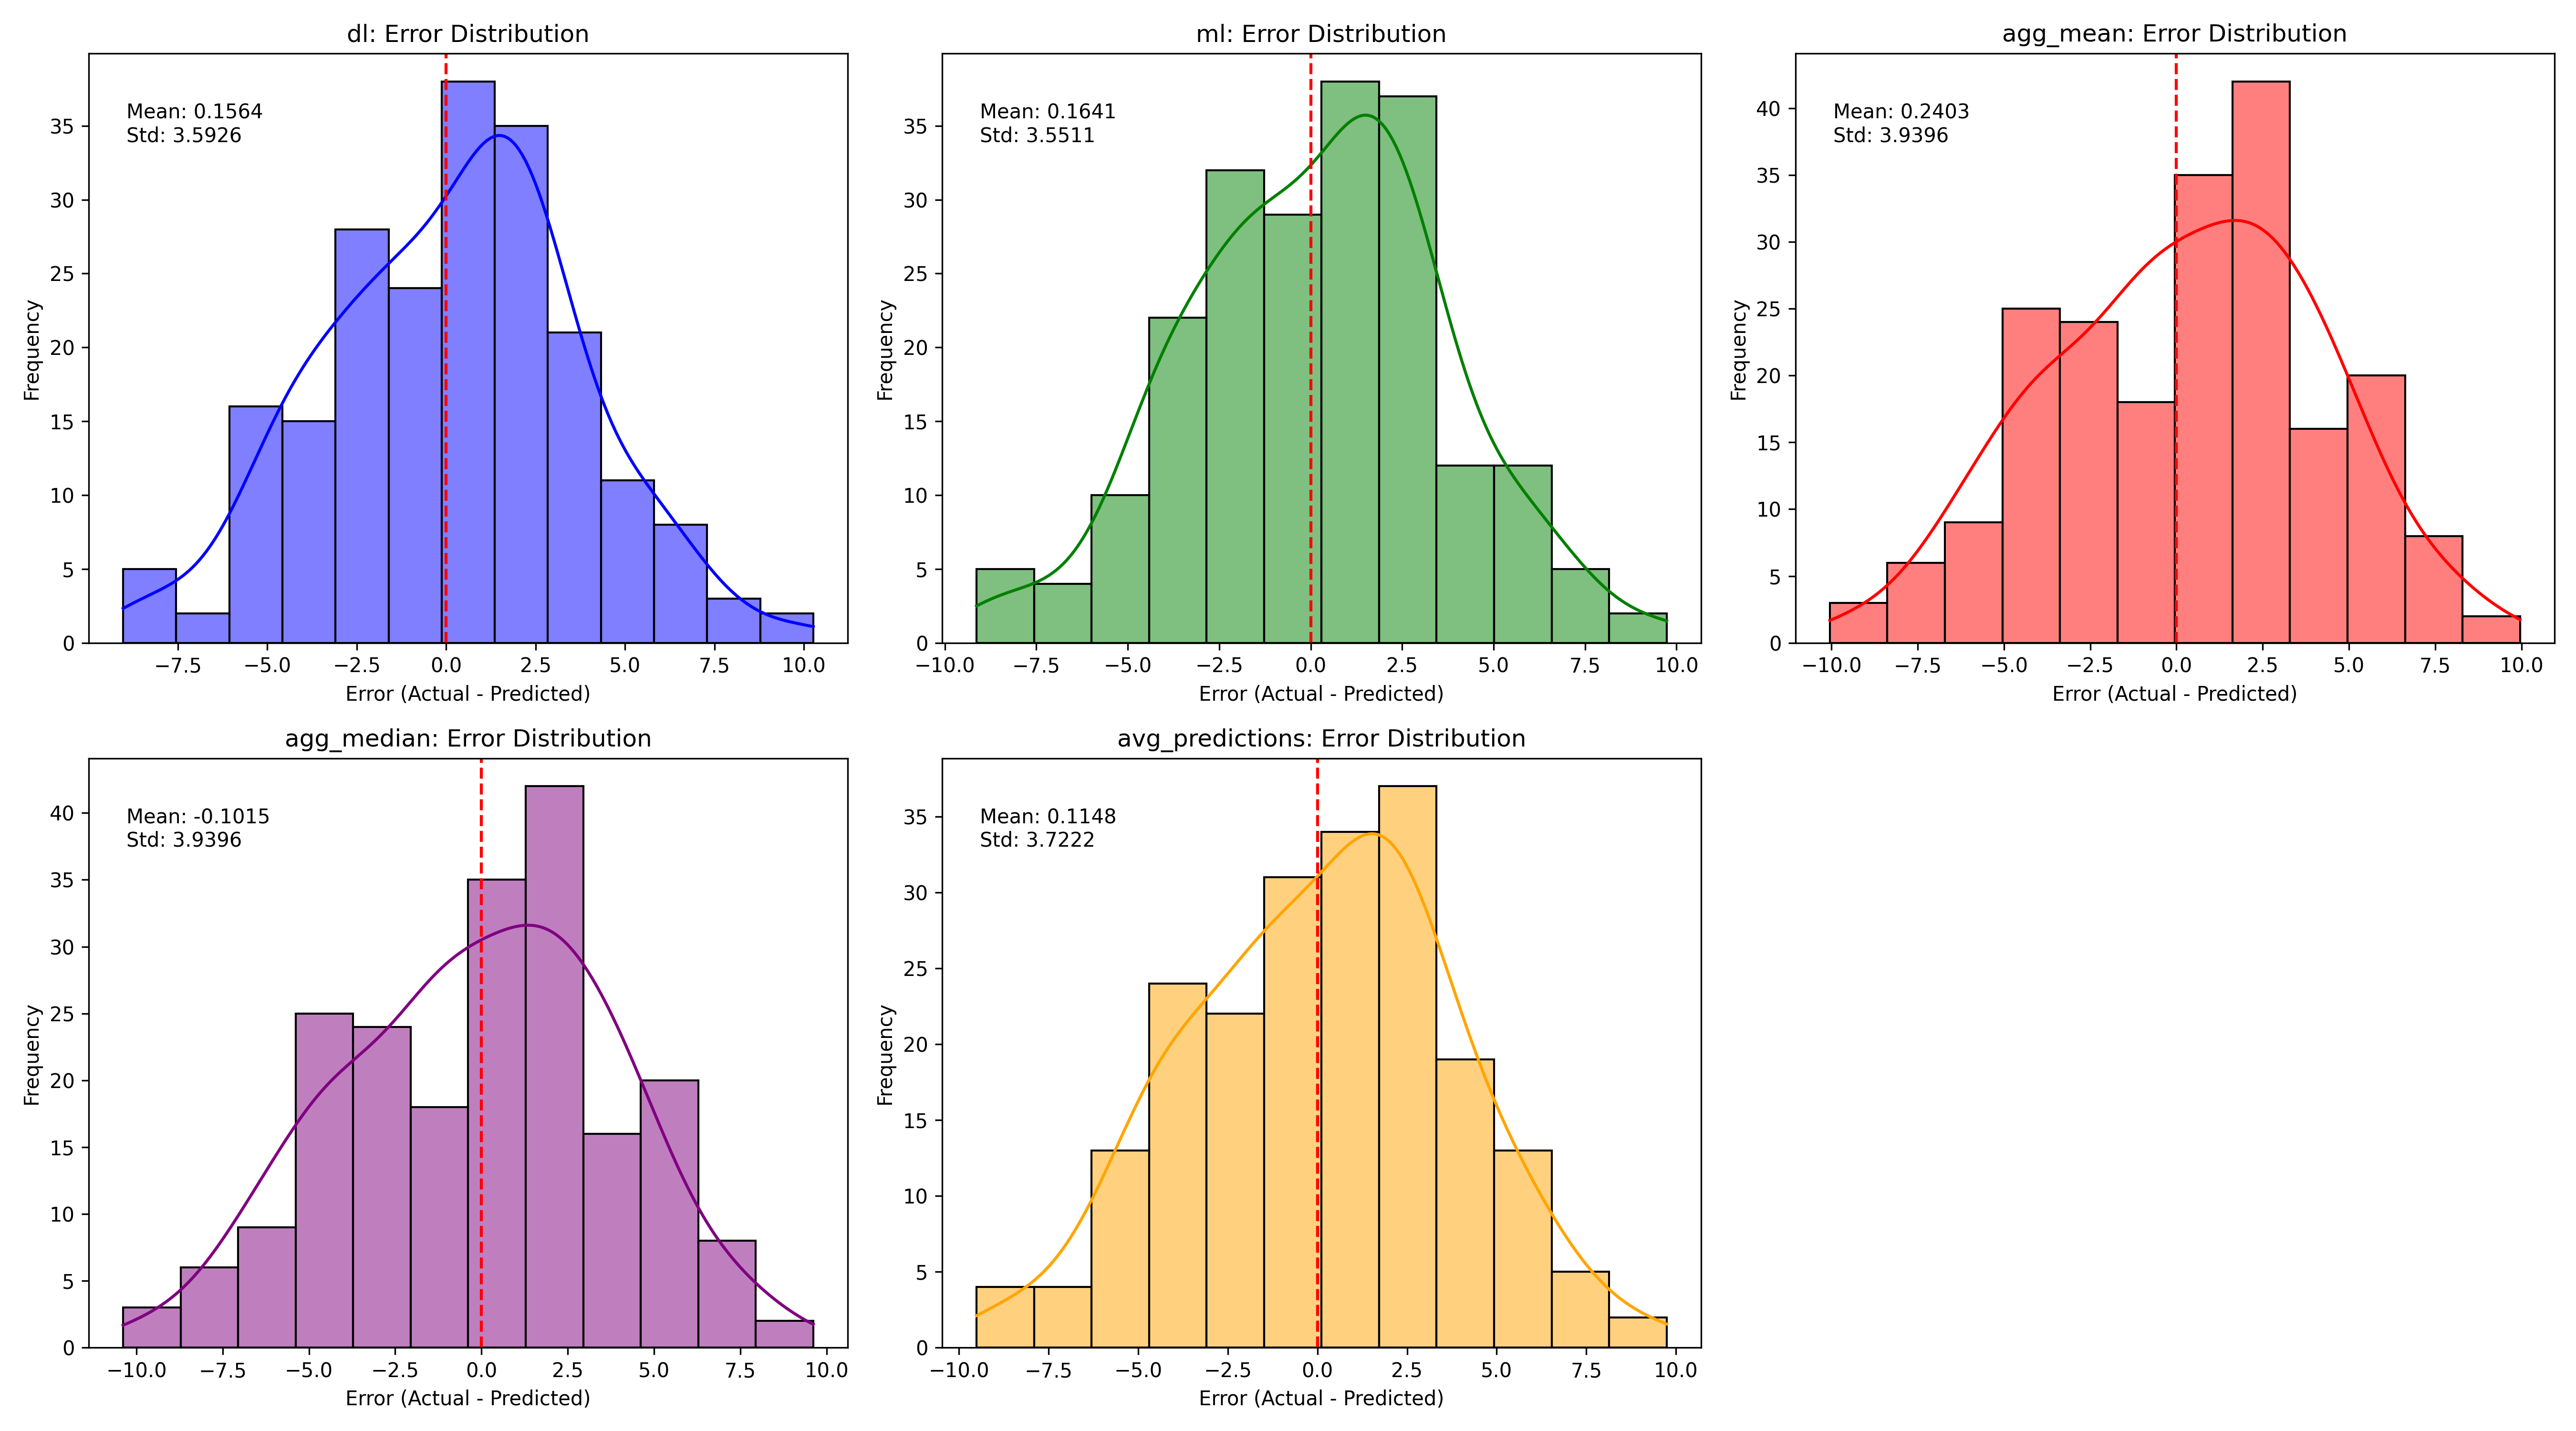 dl: Error Distribution
Mean: 0.1564
Std: 3.5926
Frequency
35
30
25
20
15
10
5
0
−7.5 −5.0 −2.5 0.0 2.5 5.0 7.5 10.0
Error (Actual - Predicted)
ml: Error Distribution
Mean: 0.1641
Std: 3.5511
Frequency
35
30
25
20
15
10
5
0
−10.0 −7.5 −5.0 −2.5 0.0 2.5 5.0 7.5 10.0
Error (Actual - Predicted)
agg_mean: Error Distribution
Mean: 0.2403
Std: 3.9396
Frequency
40
35
30
25
20
15
10
5
0
−10.0 −7.5 −5.0 −2.5 0.0 2.5 5.0 7.5 10.0
Error (Actual - Predicted)
agg_median: Error Distribution
Mean: -0.1015
Std: 3.9396
Frequency
40
35
30
25
20
15
10
5
0
−10.0 −7.5 −5.0 −2.5 0.0 2.5 5.0 7.5 10.0
Error (Actual - Predicted)
avg_predictions: Error Distribution
Mean: 0.1148
Std: 3.7222
Frequency
35
30
25
20
15
10
5
0
−10.0 −7.5 −5.0 −2.5 0.0 2.5 5.0 7.5 10.0
Error (Actual - Predicted)